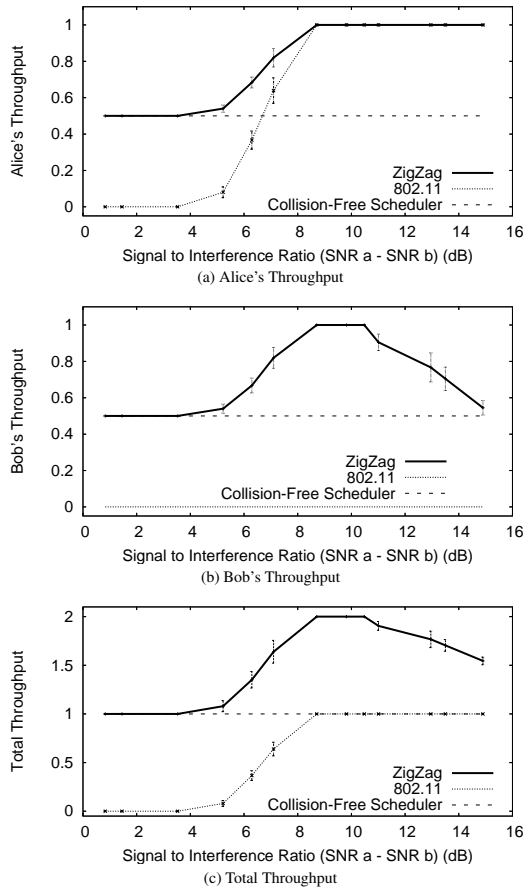 1
0.8
0.6
0.4
0.2
0
Alice's Throughput
ZigZag
802.11
Collision-Free Scheduler
0 2 4 6 8 10 12 14 16
Signal to Interference Ratio (SNR a - SNR b) (dB)
(a) Alice's Throughput
1
0.8
0.6
0.4
0.2
0
Bob's Throughput
ZigZag
802.11
Collision-Free Scheduler
0 2 4 6 8 10 12 14 16
Signal to Interference Ratio (SNR a - SNR b) (dB)
(b) Bob's Throughput
2
1.5
1
0.5
0
Total Throughput
ZigZag
802.11
Collision-Free Scheduler
0 2 4 6 8 10 12 14 16
Signal to Interference Ratio (SNR a - SNR b) (dB)
(c) Total Throughput